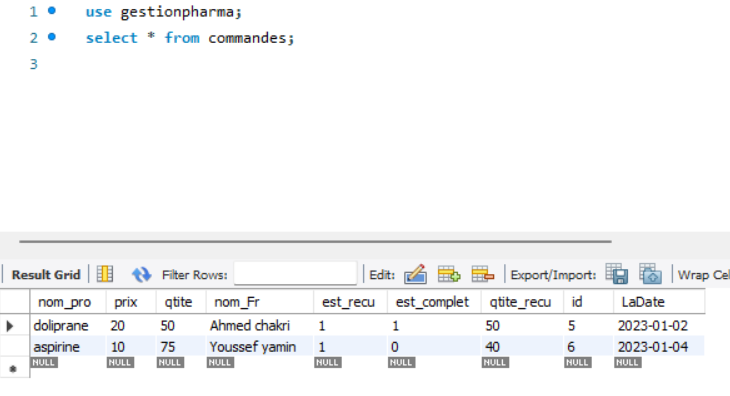 1 use gestionpharma;
2 select * from commandes;
3
Result Grid Filter Rows: Edit: Export/Import: Wrap Cel
nom_pro prix qtite nom_Fr est_recu est_complet qtite_recu id LaDate
doliprane 20 50 Ahmed chakri 1 1 50 5 2023-01-02
aspirine 10 75 Youssef yamin 1 0 40 6 2023-01-04
NULL NULL NULL NULL NULL NULL NULL NULL NULL